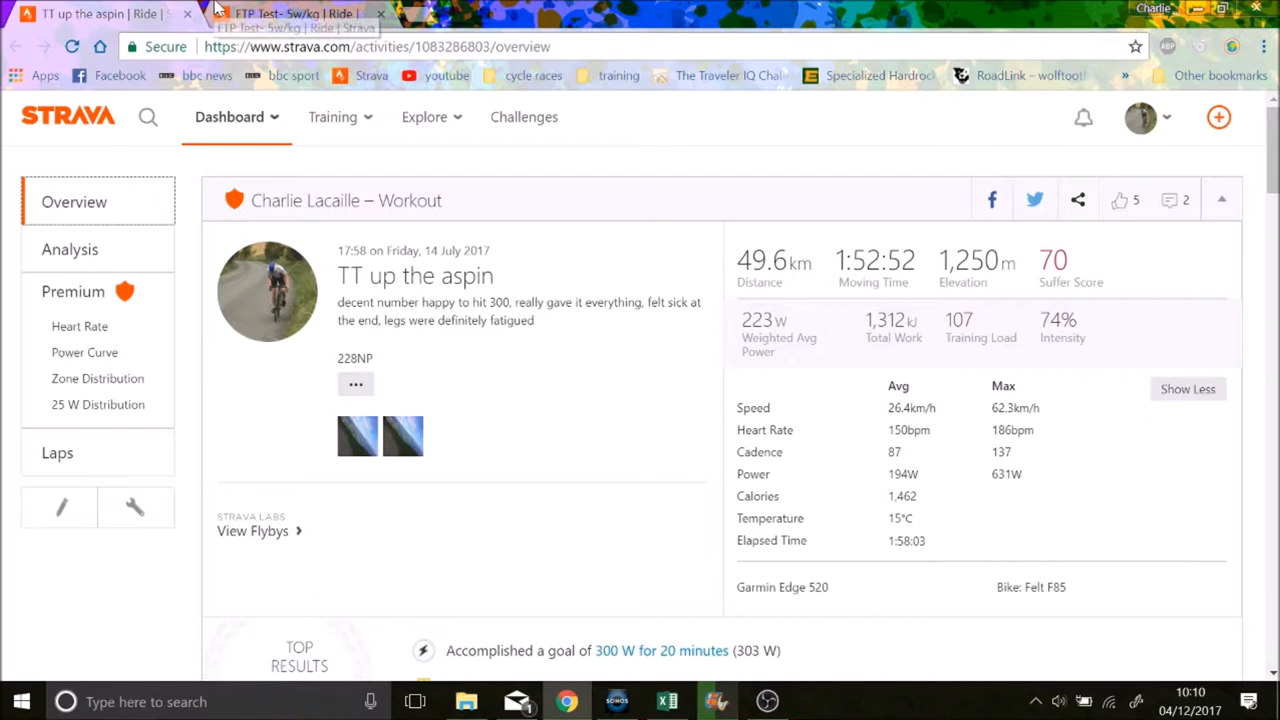 TT up the aspin | Ride | S
FTP Test- 5w/kg | Ride |
Charlie
FTP Test- 5w/kg | Ride | Strava
Secure
https://www.strava.com/activities/1083286803/overview
ABP
Apps
Facebook
bbc news
bbc sport
Strava
youtube
cycle races
training
The Traveler IQ Chal
Specialized Hardrock
RoadLink – wolftoot
»
Other bookmarks
STRAVA
Dashboard
Training
Explore
Challenges
Overview
Analysis
Premium
Heart Rate
Power Curve
Zone Distribution
25 W Distribution
Laps
Charlie Lacaille – Workout
5
2
17:58 on Friday, 14 July 2017
TT up the aspin
decent number happy to hit 300, really gave it everything, felt sick at
the end, legs were definitely fatigued
228NP
STRAVA LABS
View Flybys
49.6km
Distance
1:52:52
Moving Time
1,250m
Elevation
70
Suffer Score
223W
Weighted Avg
Power
1,312kJ
Total Work
107
Training Load
74%
Intensity
Avg
Max
Show Less
Speed 26.4km/h 62.3km/h
Heart Rate 150bpm 186bpm
Cadence 87 137
Power 194W 631W
Calories 1,462
Temperature 15°C
Elapsed Time 1:58:03
Garmin Edge 520
Bike: Felt F85
TOP
RESULTS
Accomplished a goal of 300 W for 20 minutes (303 W)
Type here to search
1
SONOS
10:10
04/12/2017